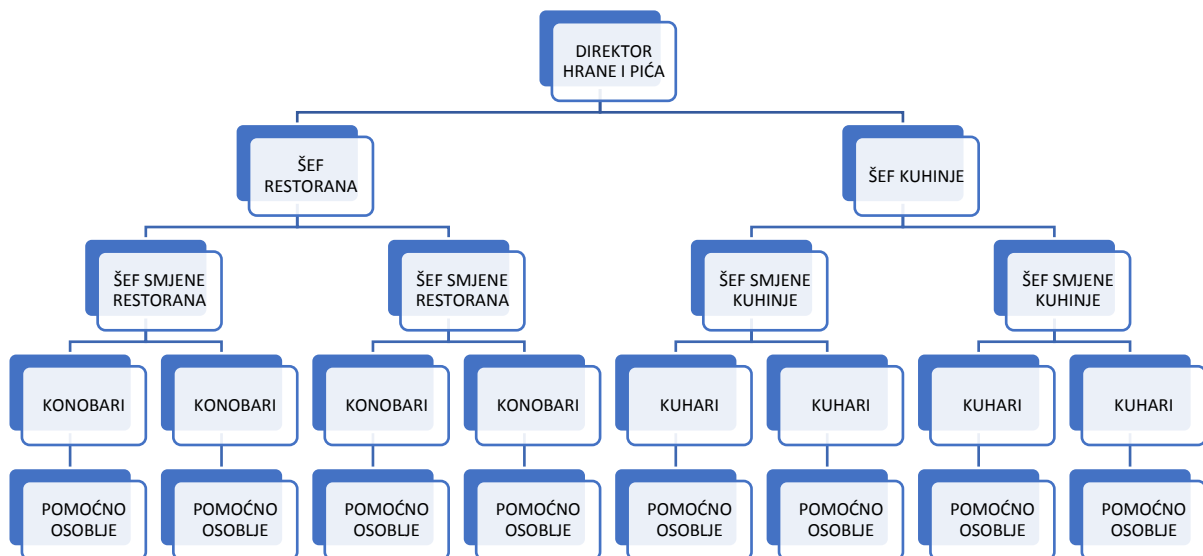 DIREKTOR
HRANE I PIĆA
ŠEF
RESTORANA
ŠEF KUHINJE
ŠEF SMJENE
RESTORANA
ŠEF SMJENE
RESTORANA
ŠEF SMJENE
KUHINJE
ŠEF SMJENE
KUHINJE
KONOBARI
KONOBARI
KONOBARI
KONOBARI
KUHARI
KUHARI
KUHARI
KUHARI
POMOĆNO
OSOBLJE
POMOĆNO
OSOBLJE
POMOĆNO
OSOBLJE
POMOĆNO
OSOBLJE
POMOĆNO
OSOBLJE
POMOĆNO
OSOBLJE
POMOĆNO
OSOBLJE
POMOĆNO
OSOBLJE